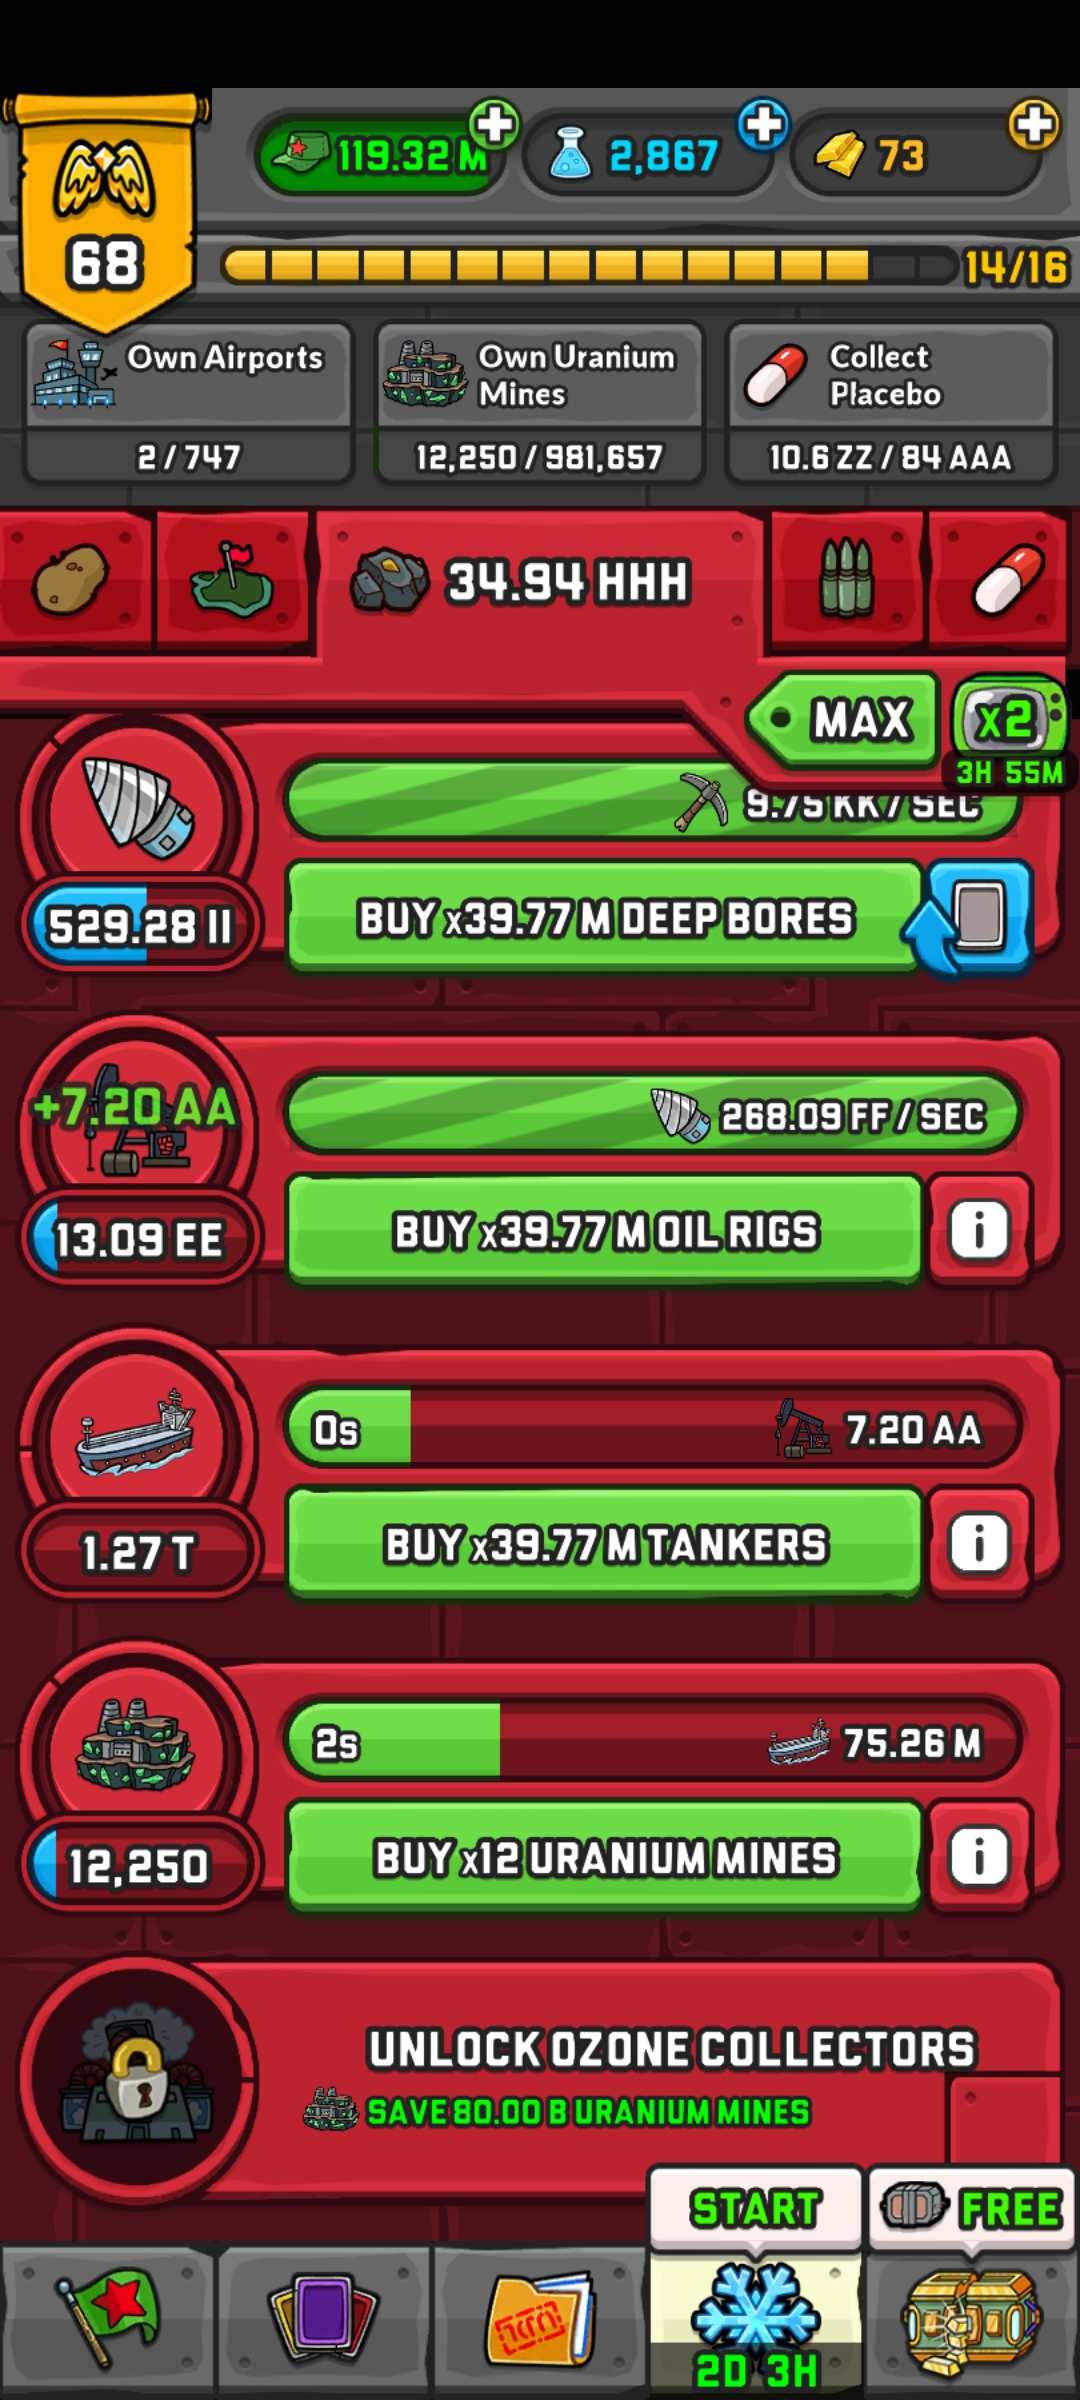 119.32 M
2,867
73
68
14/16
Own Airports
2 / 747
Own Uranium
Mines
12,250 / 981,657
Collect
Placebo
10.6 ZZ / 84 AAA
34.94 HHH
MAX
x2
3H 55M
9.75 KK / SEC
529.28 II
BUY x39.77 M DEEP BORES
+7.20 AA
268.09 FF / SEC
13.09 EE
BUY x39.77 M OIL RIGS
i
0s
7.20 AA
1.27 T
BUY x39.77 M TANKERS
i
2s
75.26 M
12,250
BUY x12 URANIUM MINES
i
UNLOCK OZONE COLLECTORS
SAVE 80.00 B URANIUM MINES
START
FREE
2D 3H